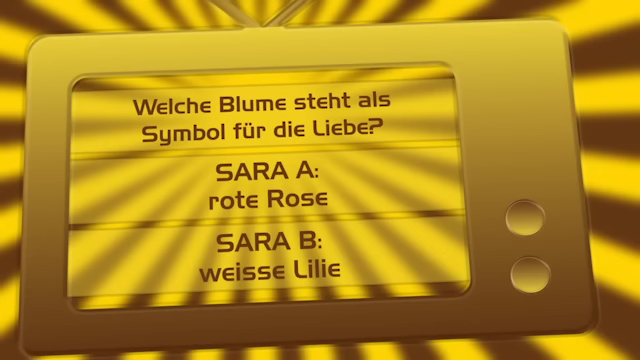 Welche Blume steht als
Symbol für die Liebe?
SARA A:
rote Rose
SARA B:
weisse Lilie